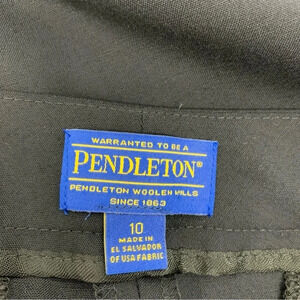 WARRANTED TO BE A
PENDLETON®
PENDLETON WOOLEN MILLS
SINCE 1863
10
MADE IN
EL SALVADOR
OF USA FABRIC